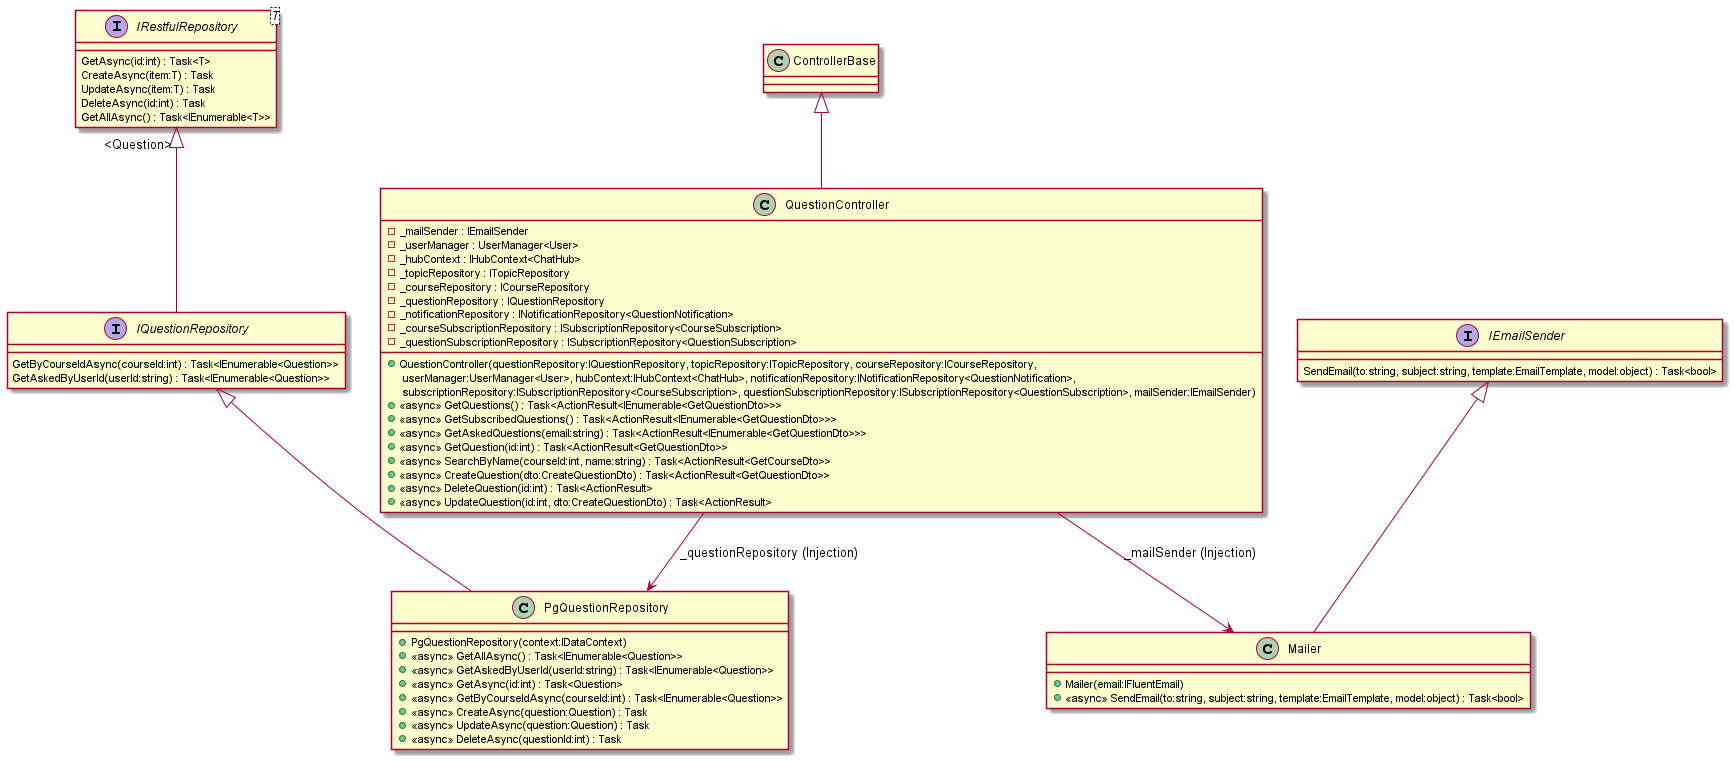 I IRestfulRepository T
GetAsync(id:int) : Task<T>
CreateAsync(item:T) : Task
UpdateAsync(item:T) : Task
DeleteAsync(id:int) : Task
GetAllAsync() : Task<IEnumerable<T>>
<Question>
C ControllerBase
C QuestionController
_mailSender : IEmailSender
_userManager : UserManager<User>
_hubContext : IHubContext<ChatHub>
_topicRepository : ITopicRepository
_courseRepository : ICourseRepository
_questionRepository : IQuestionRepository
_notificationRepository : INotificationRepository<QuestionNotification>
_courseSubscriptionRepository : ISubscriptionRepository<CourseSubscription>
_questionSubscriptionRepository : ISubscriptionRepository<QuestionSubscription>
QuestionController(questionRepository:IQuestionRepository, topicRepository:ITopicRepository, courseRepository:ICourseRepository,
userManager:UserManager<User>, hubContext:IHubContext<ChatHub>, notificationRepository:INotificationRepository<QuestionNotification>,
subscriptionRepository:ISubscriptionRepository<CourseSubscription>, questionSubscriptionRepository:ISubscriptionRepository<QuestionSubscription>, mailSender:IEmailSender)
«async» GetQuestions() : Task<ActionResult<IEnumerable<GetQuestionDto>>>
«async» GetSubscribedQuestions() : Task<ActionResult<IEnumerable<GetQuestionDto>>>
«async» GetAskedQuestions(email:string) : Task<ActionResult<IEnumerable<GetQuestionDto>>>
«async» GetQuestion(id:int) : Task<ActionResult<GetQuestionDto>>
«async» SearchByName(courseId:int, name:string) : Task<ActionResult<GetCourseDto>>
«async» CreateQuestion(dto:CreateQuestionDto) : Task<ActionResult<GetQuestionDto>>
«async» DeleteQuestion(id:int) : Task<ActionResult>
«async» UpdateQuestion(id:int, dto:CreateQuestionDto) : Task<ActionResult>
I IQuestionRepository
GetByCourseIdAsync(courseId:int) : Task<IEnumerable<Question>>
GetAskedByUserId(userId:string) : Task<IEnumerable<Question>>
I IEmailSender
SendEmail(to:string, subject:string, template:EmailTemplate, model:object) : Task<bool>
_questionRepository (Injection)
_mailSender (Injection)
C PgQuestionRepository
PgQuestionRepository(context:IDataContext)
«async» GetAllAsync() : Task<IEnumerable<Question>>
«async» GetAskedByUserId(userId:string) : Task<IEnumerable<Question>>
«async» GetAsync(id:int) : Task<Question>
«async» GetByCourseIdAsync(courseId:int) : Task<IEnumerable<Question>>
«async» CreateAsync(question:Question) : Task
«async» UpdateAsync(question:Question) : Task
«async» DeleteAsync(questionId:int) : Task
C Mailer
Mailer(email:IFluentEmail)
«async» SendEmail(to:string, subject:string, template:EmailTemplate, model:object) : Task<bool>